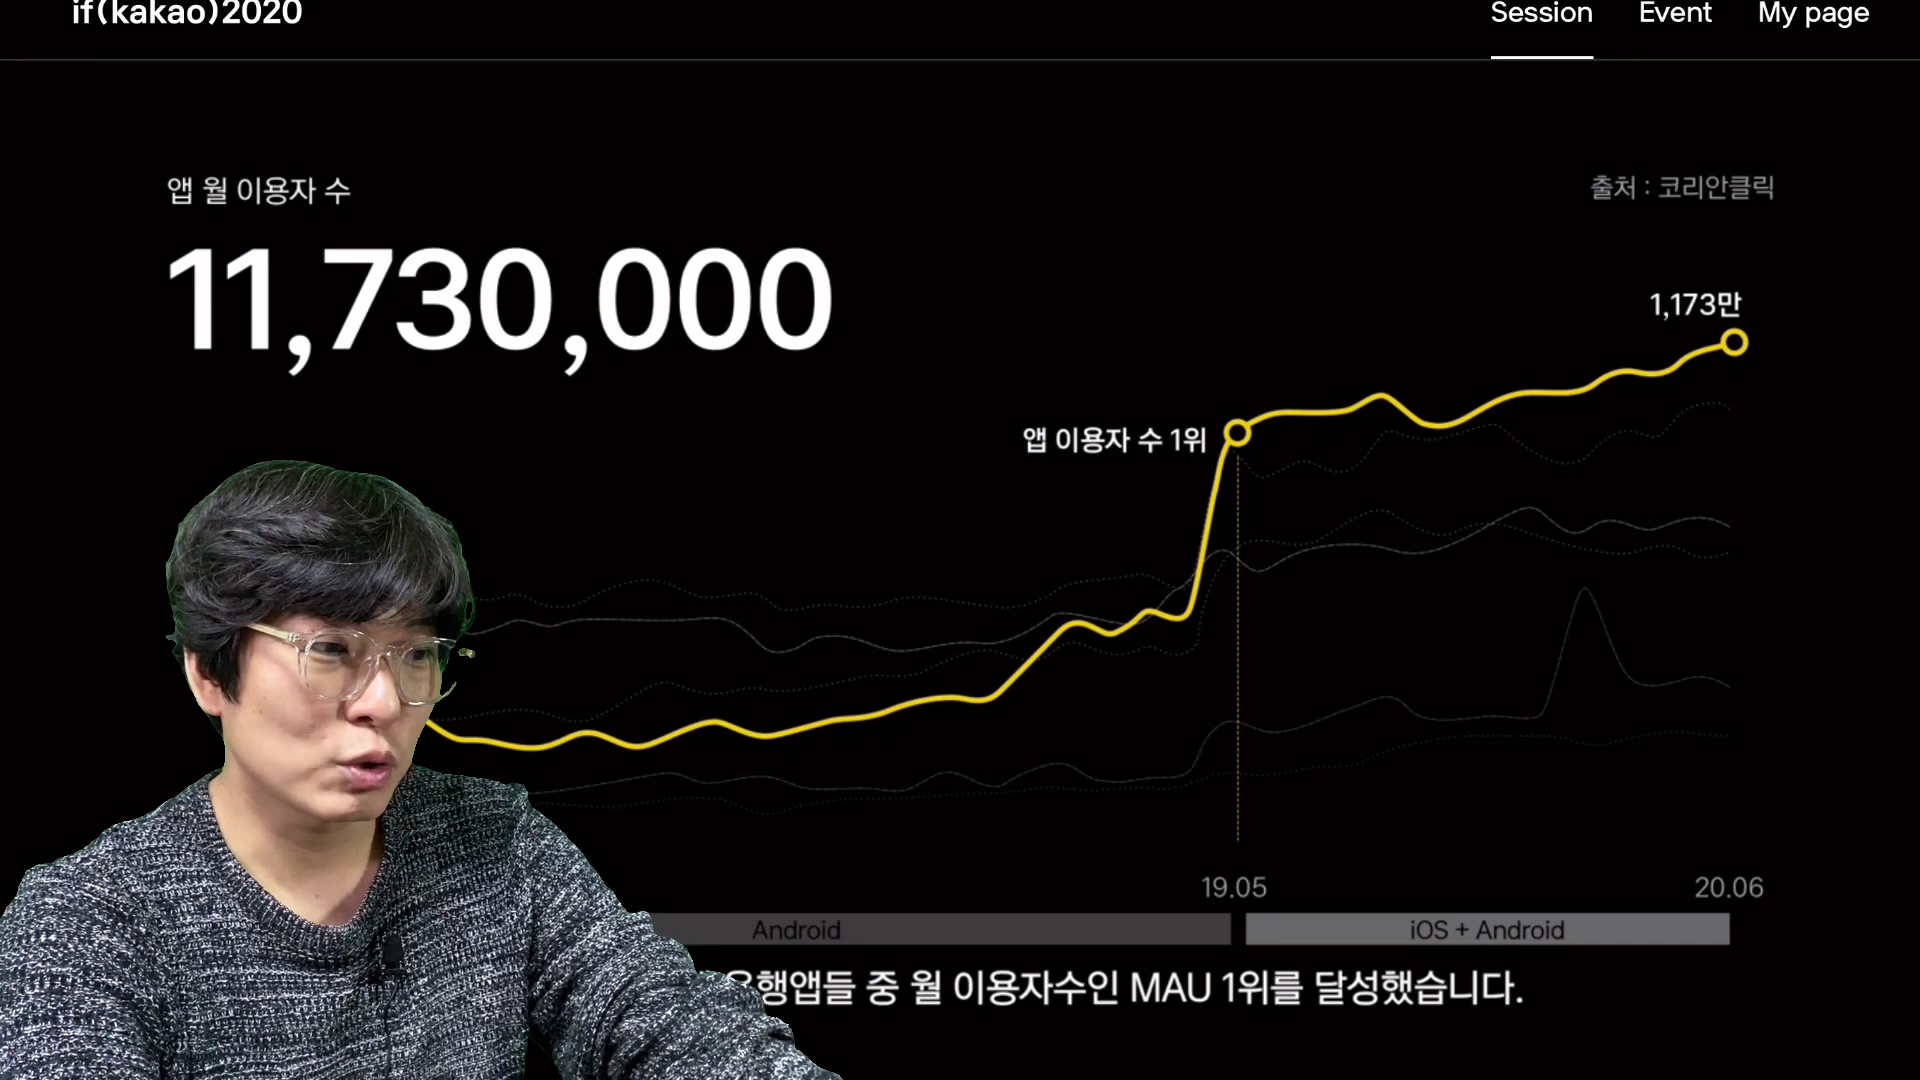 if(kakao)2020
Session Event My page
앱 월 이용자 수
출처 : 코리안클릭
11,730,000
1,173만
앱 이용자 수 1위
19.05
20.06
Android
iOS + Android
중 월 이용자수인 MAU 1위를 달성했습니다.